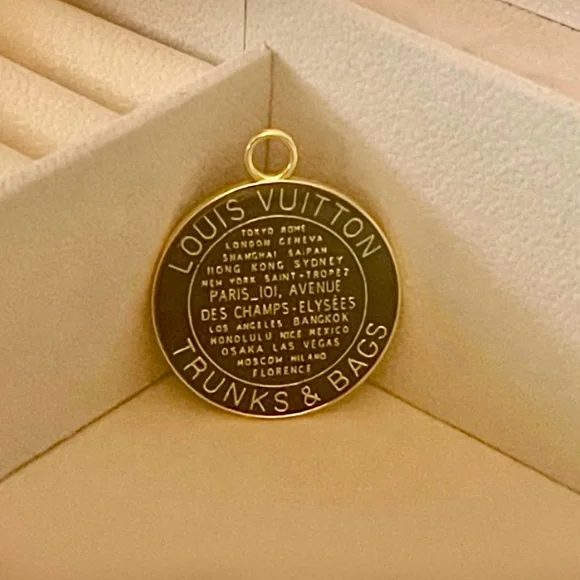 LOUIS VUITTON
TOKYO ROME
LONDON GENEVA
SHANGHAI SAIPAN
HONG KONG SYDNEY
NEW YORK SAINT-TROPEZ
PARIS_101, AVENUE
DES CHAMPS-ELYSÉES
LOS ANGELES BANGKOK
HONOLULU NICE MEXICO
OSAKA LAS VEGAS
MOSCOW MILANO
FLORENCE
TRUNKS & BAGS